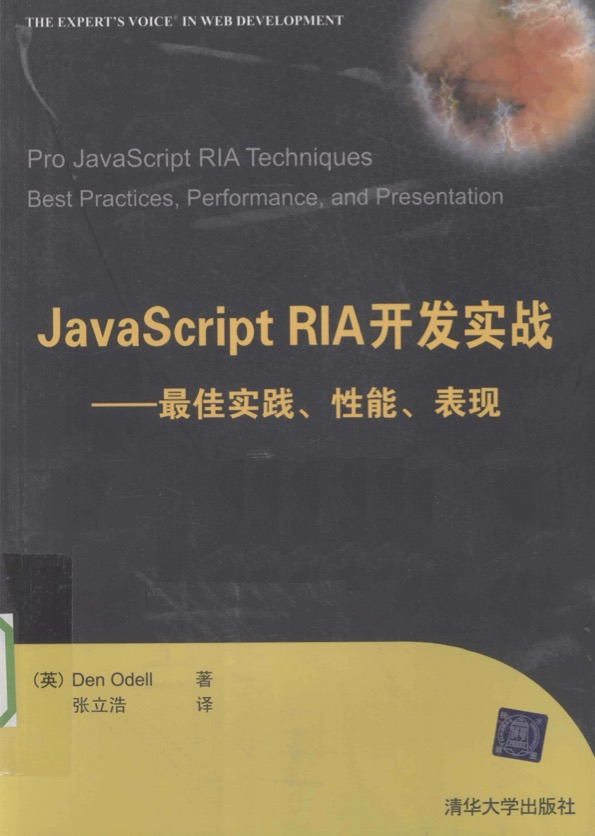 THE EXPERT'S VOICE® IN WEB DEVELOPMENT
Pro JavaScript RIA Techniques
Best Practices, Performance, and Presentation
JavaScript RIA开发实战
——最佳实践、性能、表现
(英) Den Odell 著
张立浩 译
清华大学出版社